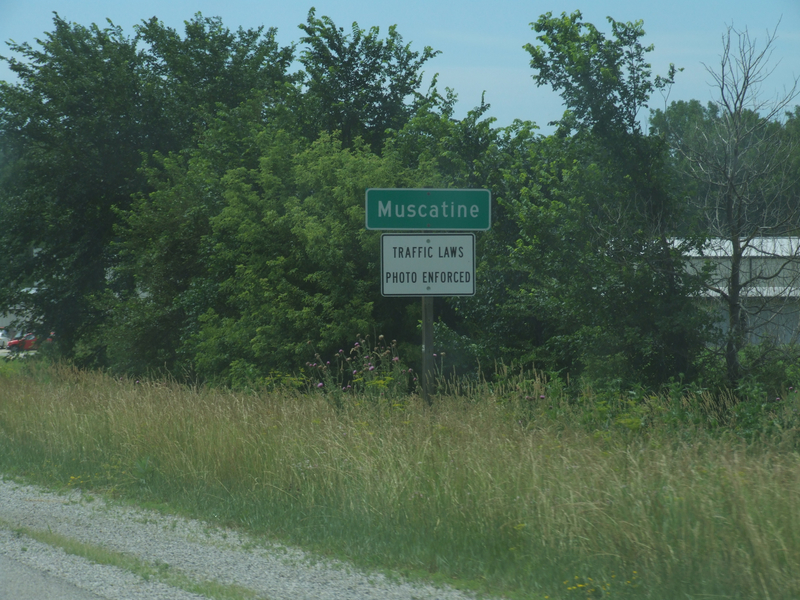 Muscatine
TRAFFIC LAWS
PHOTO ENFORCED